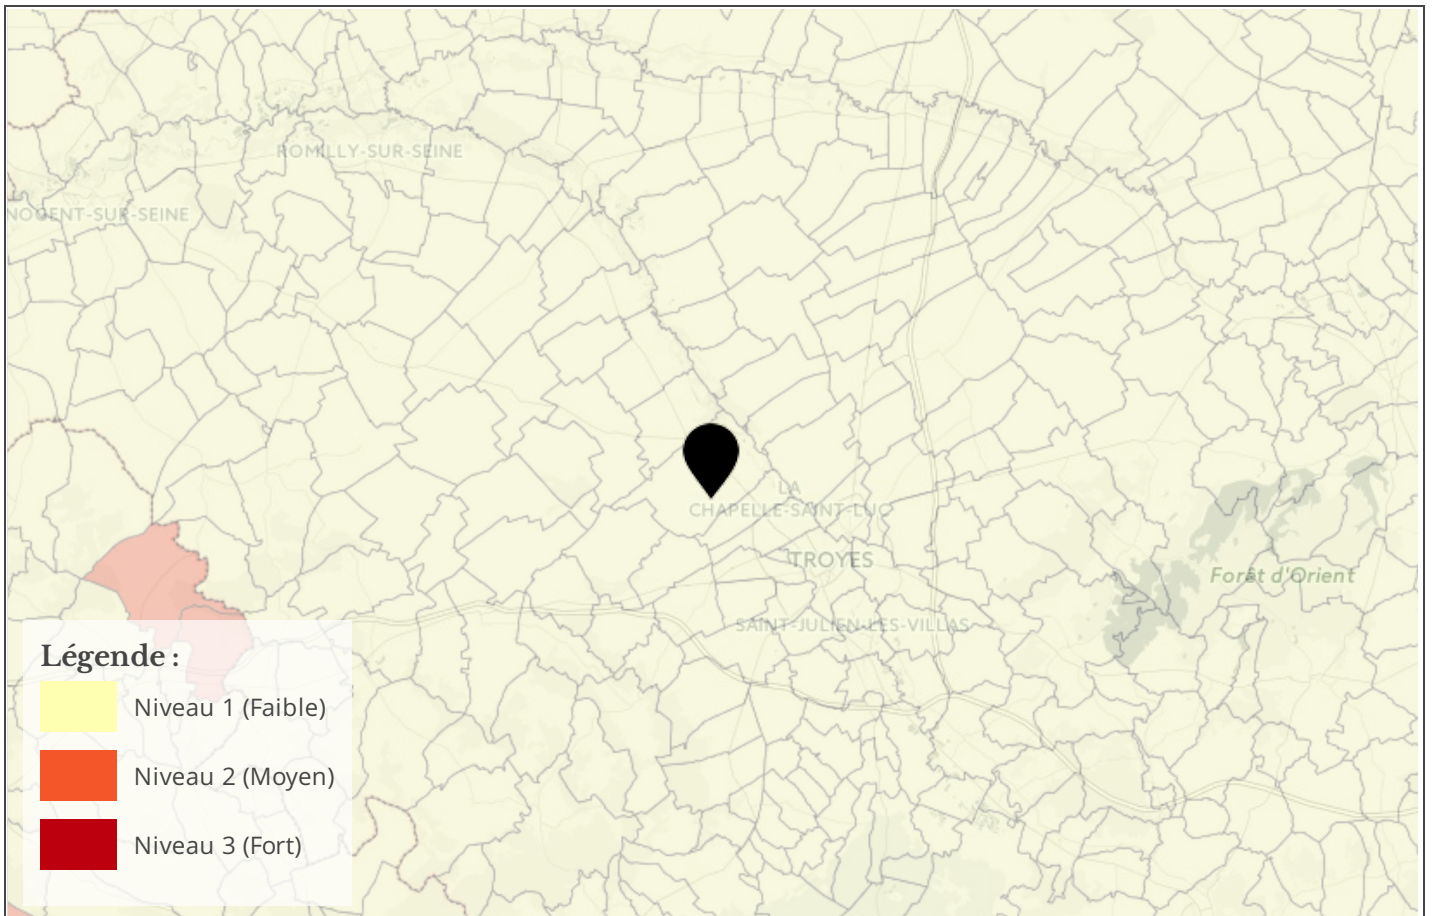 ROMILLY-SUR-SEINE
NOGENT-SUR-SEINE
LA
CHAPELLE-SAINT-LUC
TROYES
Forêt d'Orient
SAINT-JULIEN-LES-VILLAS
Légende :
Niveau 1 (Faible)
Niveau 2 (Moyen)
Niveau 3 (Fort)